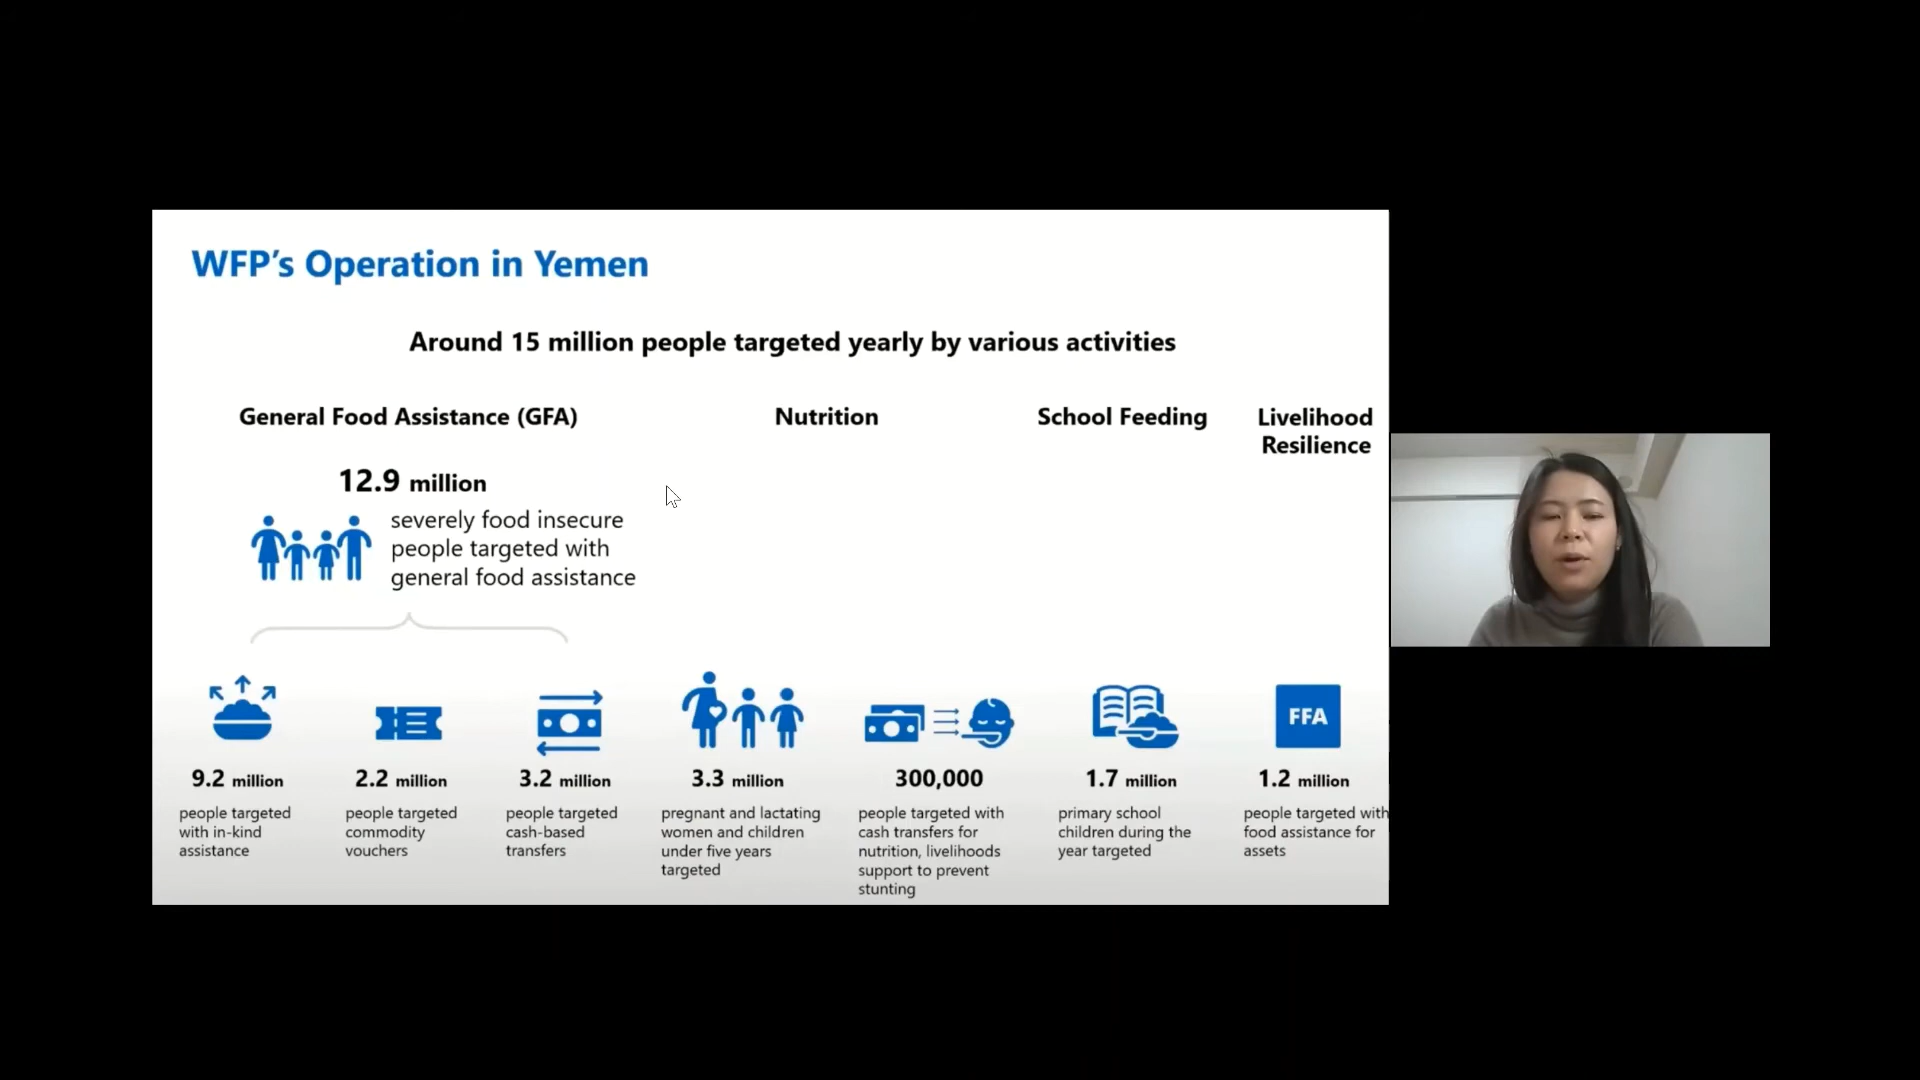 WFP's Operation in Yemen
Around 15 million people targeted yearly by various activities
General Food Assistance (GFA)
12.9 million
severely food insecure
people targeted with
general food assistance
9.2 million
people targeted
with in-kind
assistance
2.2 million
people targeted
commodity
vouchers
3.2 million
people targeted
cash-based
transfers
Nutrition
3.3 million
pregnant and lactating
women and children
under five years
targeted
300,000
people targeted with
cash transfers for
nutrition, livelihoods
support to prevent
stunting
School Feeding
1.7 million
primary school
children during the
year targeted
Livelihood
Resilience
FFA
1.2 million
people targeted with
food assistance for
assets